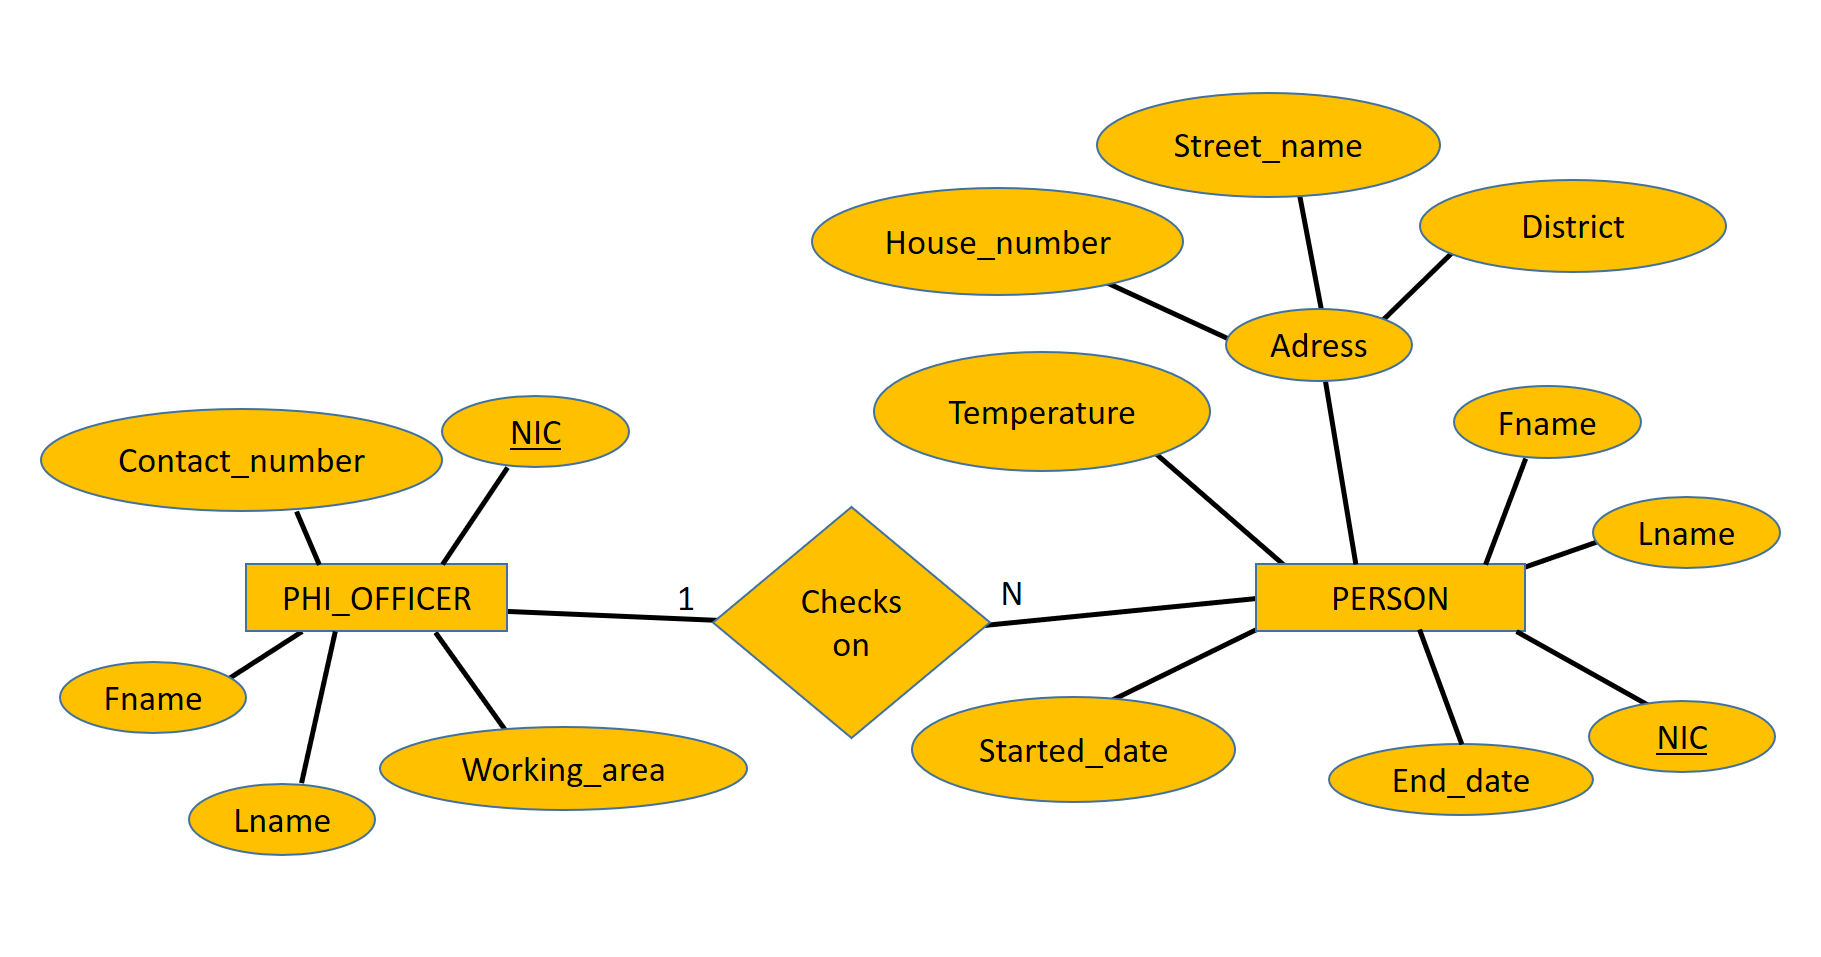 Street_name
District
House_number
Adress
Temperature
Fname
NIC
Contact_number
Lname
PHI_OFFICER
1
Checks
on
N
PERSON
Fname
Working_area
Lname
Started_date
End_date
NIC